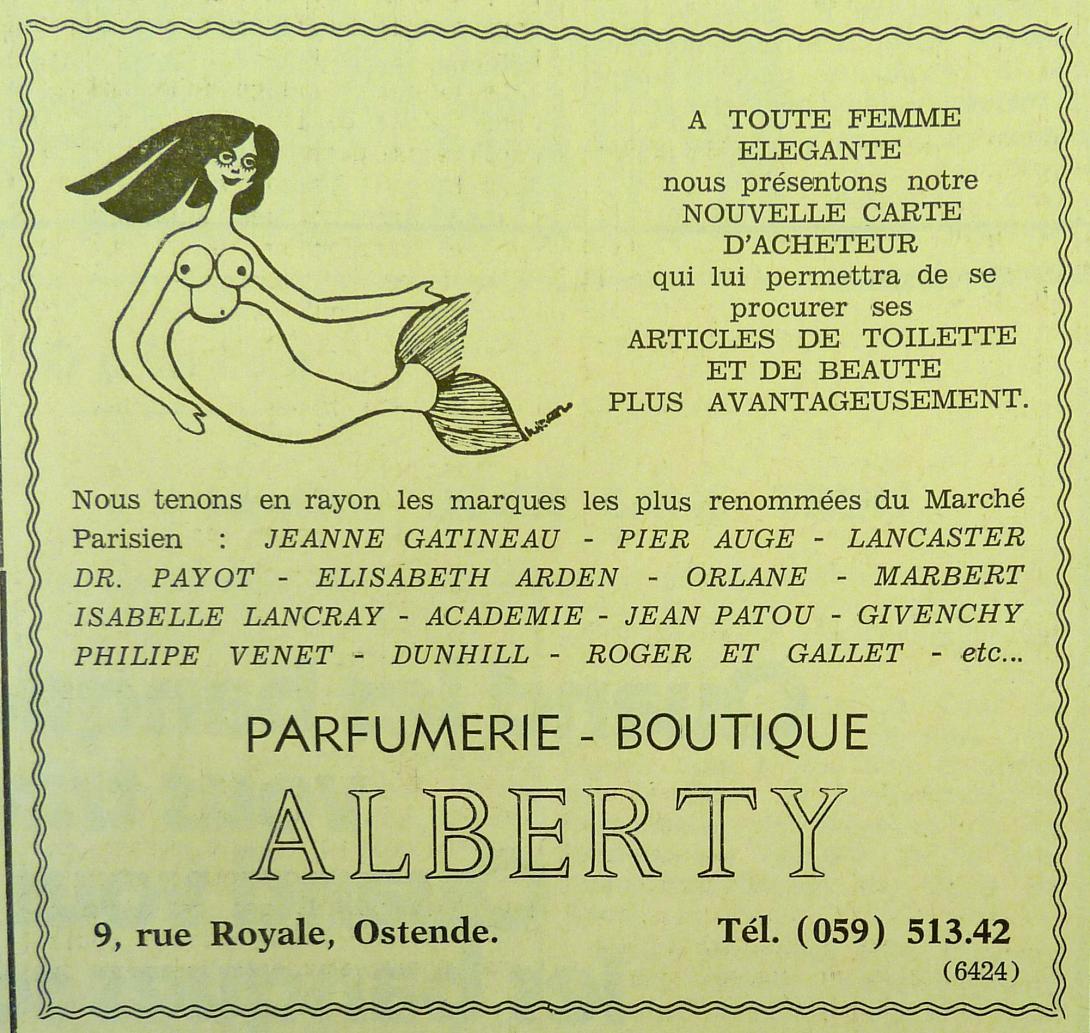 A TOUTE FEMME
ELEGANTE
nous présentons notre
NOUVELLE CARTE
D'ACHETEUR
qui lui permettra de se
procurer ses
ARTICLES DE TOILETTE
ET DE BEAUTE
PLUS AVANTAGEUSEMENT.
Nous tenons en rayon les marques les plus renommées du Marché
Parisien : JEANNE GATINEAU - PIER AUGE - LANCASTER
DR. PAYOT - ELISABETH ARDEN - ORLANE - MARBERT
ISABELLE LANCRAY - ACADEMIE - JEAN PATOU - GIVENCHY
PHILIPE VENET - DUNHILL - ROGER ET GALLET - etc...
PARFUMERIE - BOUTIQUE
ALBERTY
9, rue Royale, Ostende. Tél. (059) 513.42
(6424)